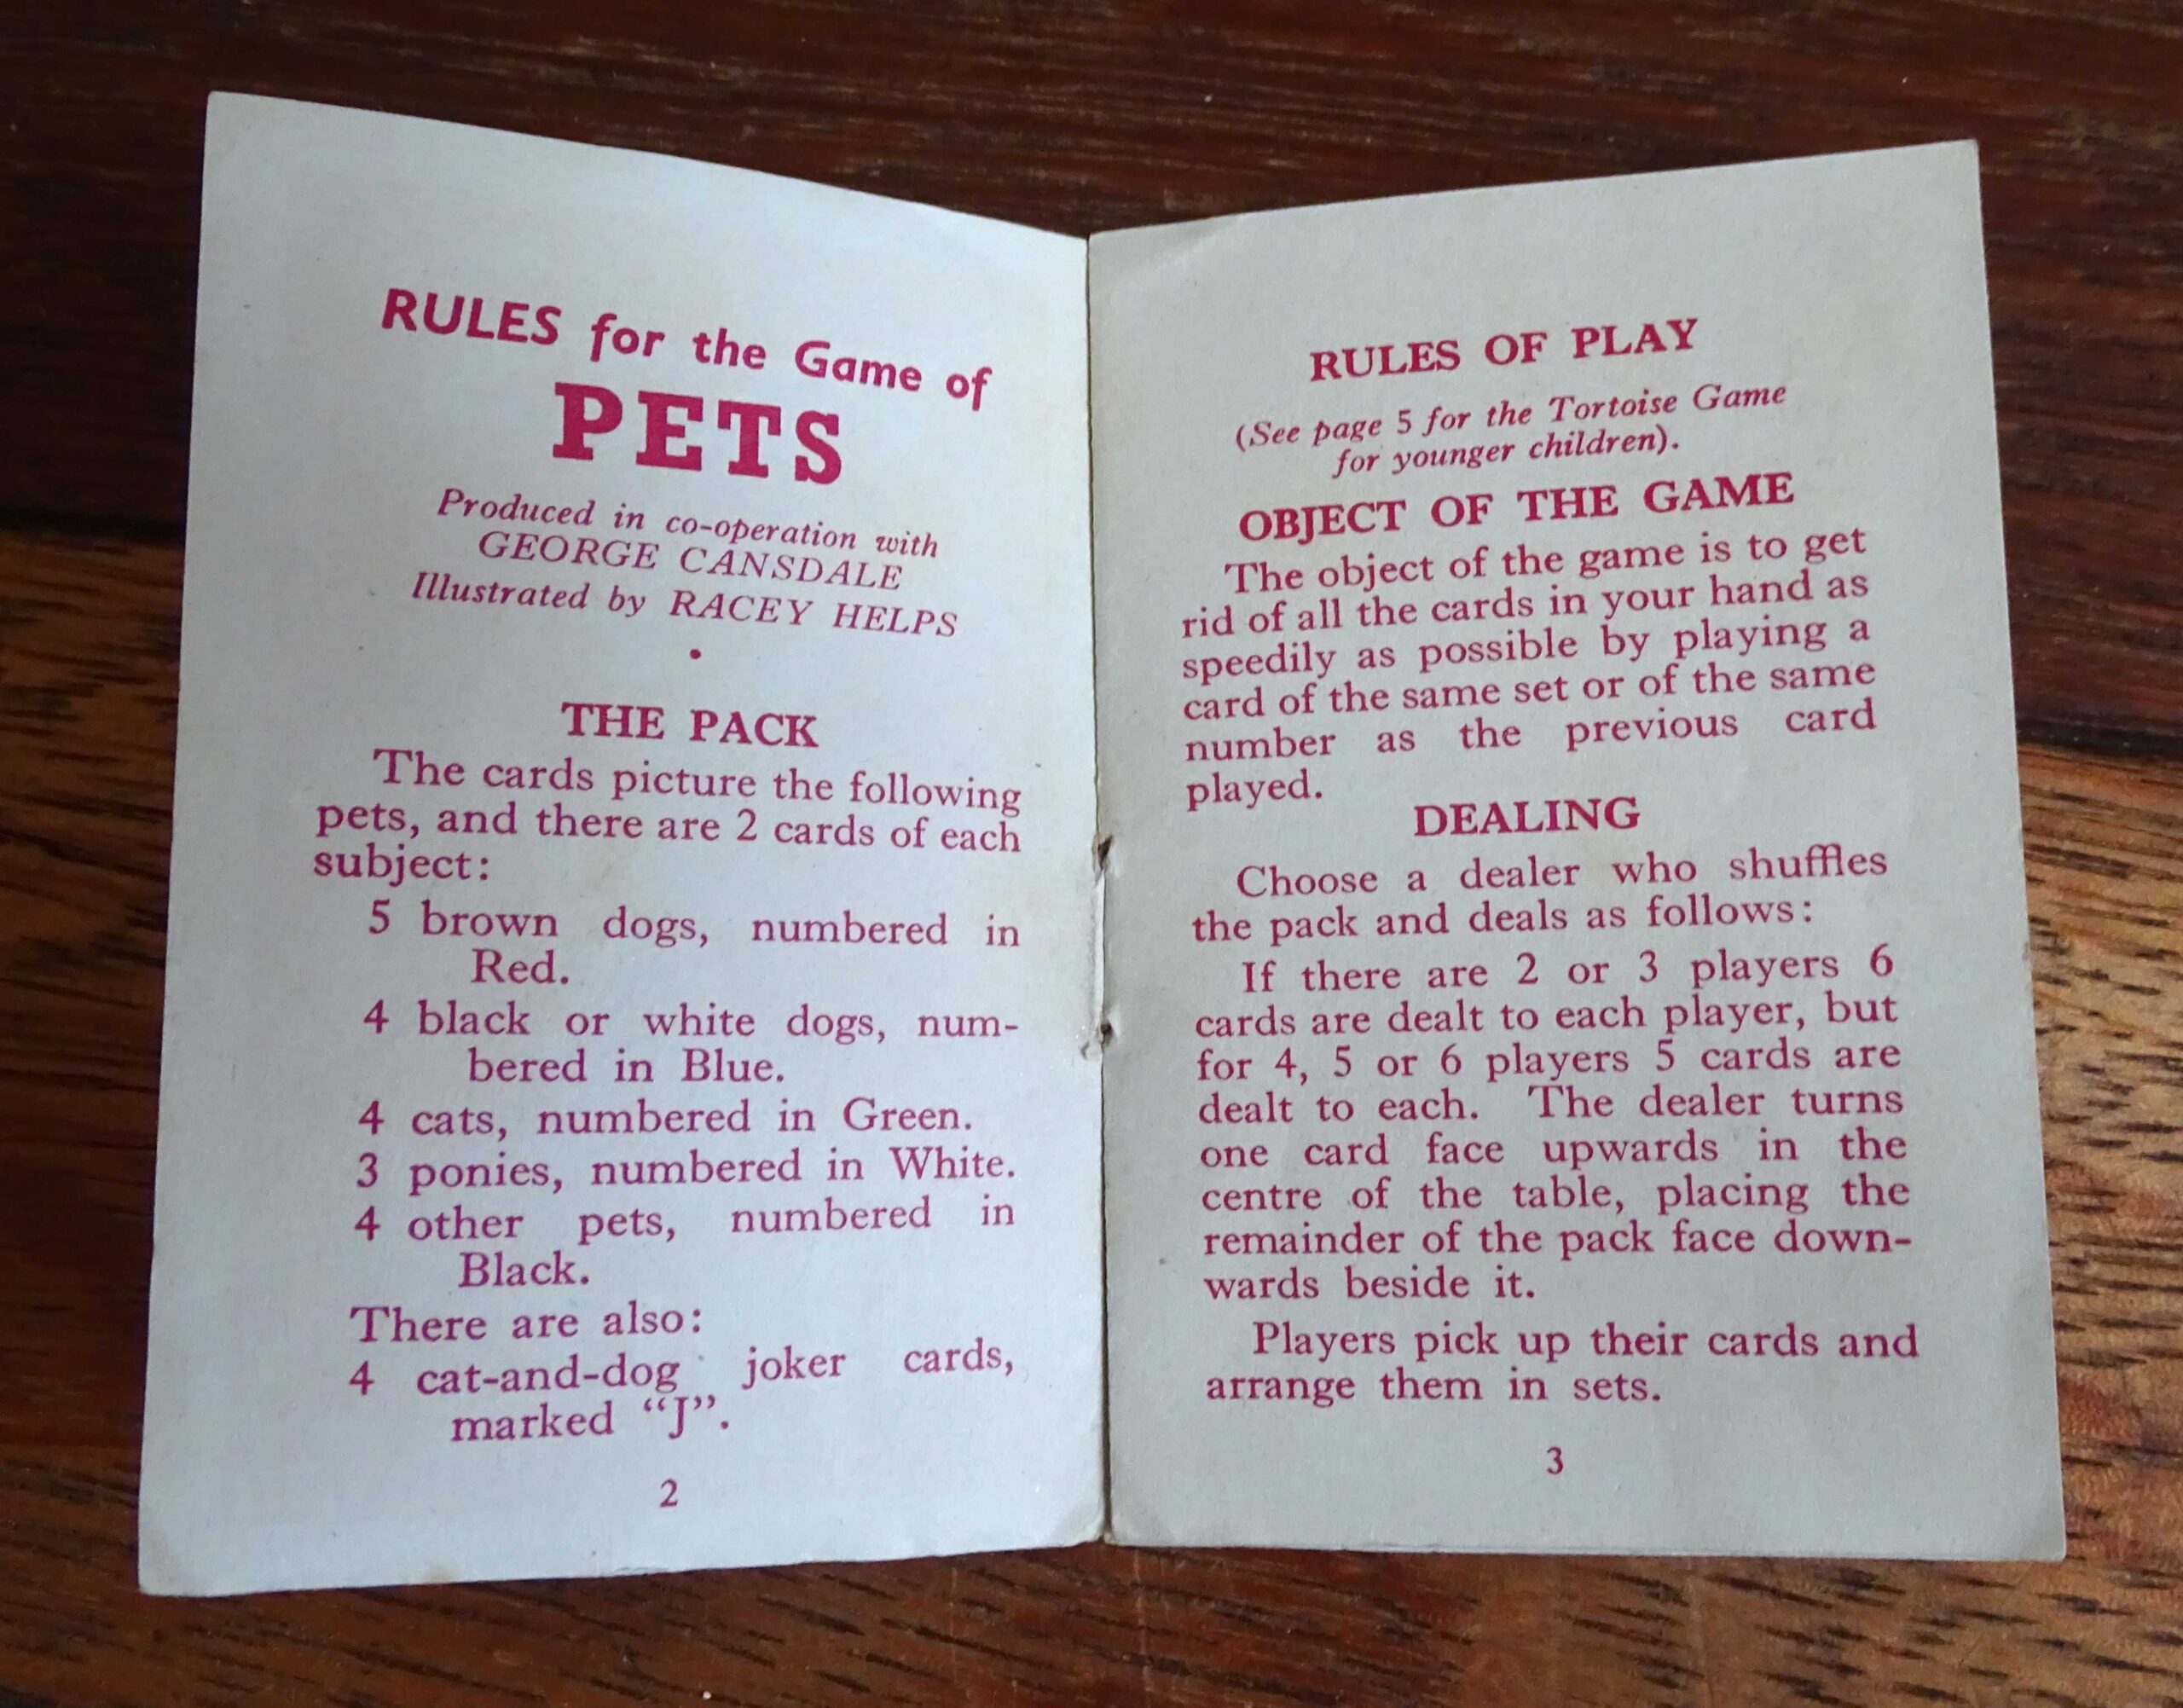 RULES for the Game of
PETS
Produced in co-operation with
GEORGE CANSDALE
Illustrated by RACEY HELPS
•
THE PACK
The cards picture the following
pets, and there are 2 cards of each
subject:
5 brown dogs, numbered in
Red.
4 black or white dogs, num-
bered in Blue.
4 cats, numbered in Green.
3 ponies, numbered in White.
4 other pets, numbered in
Black.
There are also:
4 cat-and-dog joker cards,
marked “J”.
2
RULES OF PLAY
(See page 5 for the Tortoise Game
for younger children).
OBJECT OF THE GAME
The object of the game is to get
rid of all the cards in your hand as
speedily as possible by playing a
card of the same set or of the same
number as the previous card
played.
DEALING
Choose a dealer who shuffles
the pack and deals as follows:
If there are 2 or 3 players 6
cards are dealt to each player, but
for 4, 5 or 6 players 5 cards are
dealt to each. The dealer turns
one card face upwards in the
centre of the table, placing the
remainder of the pack face down-
wards beside it.
Players pick up their cards and
arrange them in sets.
3